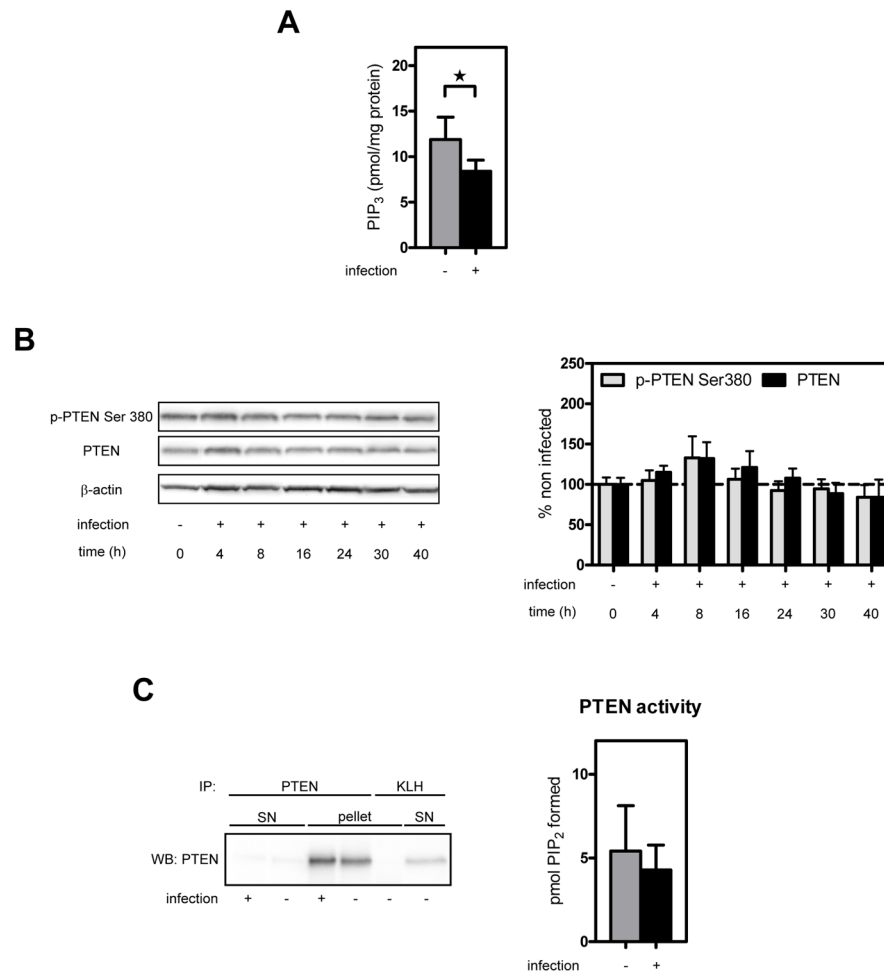 A
20
15
10
5
0
PIP3 (pmol/mg protein)
★
infection - +
B
p-PTEN Ser 380
PTEN
β-actin
infection - + + + + + +
time (h) 0 4 8 16 24 30 40
250
200
150
100
50
0
% non infected
p-PTEN Ser380 PTEN
infection - + + + + + +
time (h) 0 4 8 16 24 30 40
C
IP: PTEN KLH
SN pellet SN
WB: PTEN
infection + - + - - -
PTEN activity
10
5
0
pmol PIP2 formed
infection - +